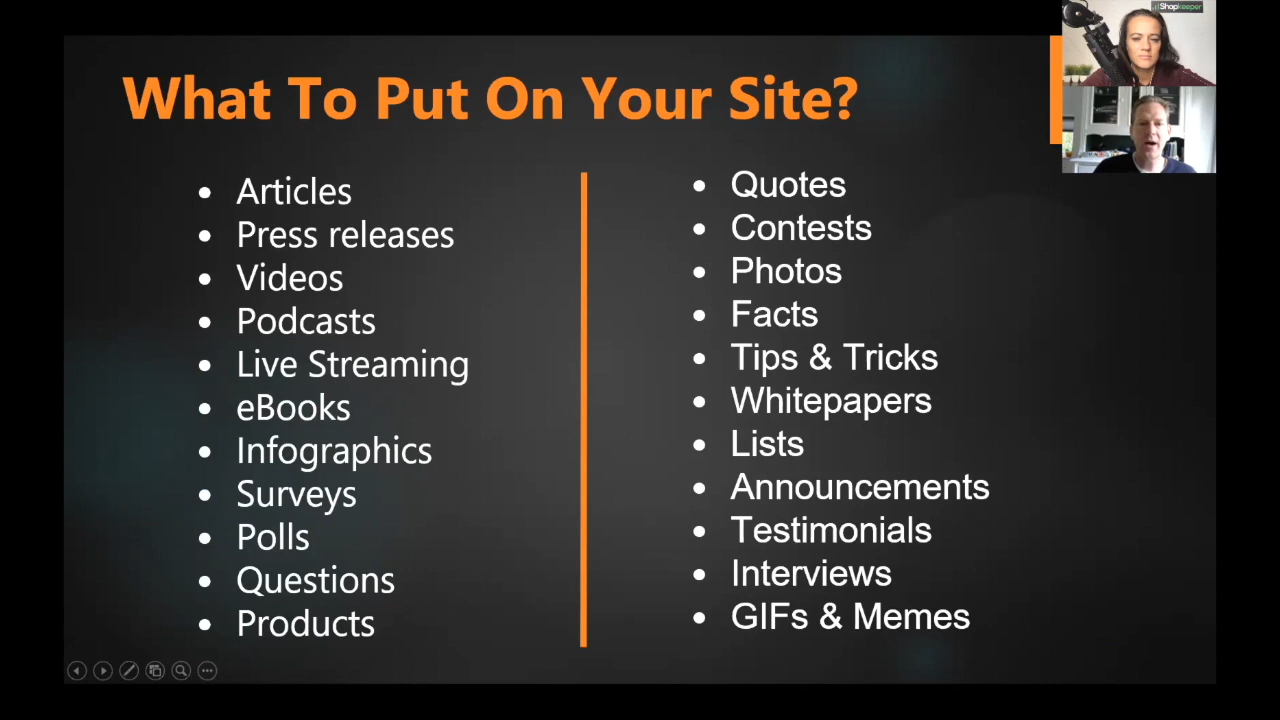 What To Put On Your Site?
Articles
Press releases
Videos
Podcasts
Live Streaming
eBooks
Infographics
Surveys
Polls
Questions
Products
Quotes
Contests
Photos
Facts
Tips & Tricks
Whitepapers
Lists
Announcements
Testimonials
Interviews
GIFs & Memes
Shopkeeper